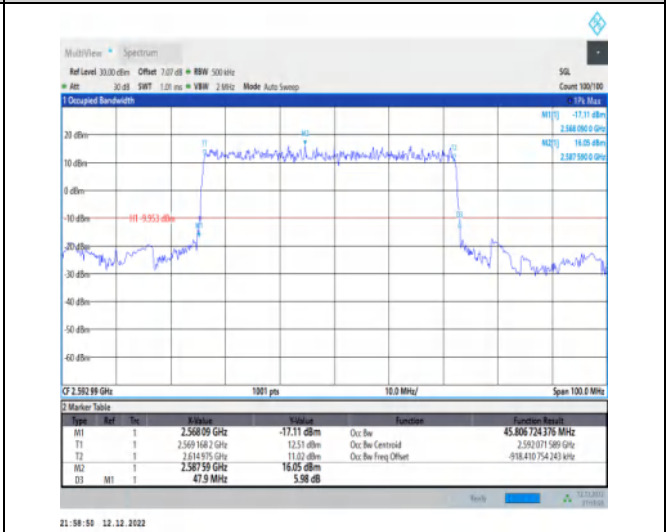 MultiView Spectrum
Ref Level 30.00 dBm Offset 7.07 dB RBW 500 kHz SGL
Att 30 dB SWT 1.01 ms VBW 2 MHz Mode Auto Sweep Count 100/100
1 Occupied Bandwidth 1Pk Max
M1[1] -17.11 dBm
2.568 090 0 GHz
M2[1] 16.05 dBm
2.587 590 0 GHz
20 dBm
10 dBm
0 dBm
-10 dBm
H1 -9.953 dBm
-20 dBm
-30 dBm
-40 dBm
-50 dBm
-60 dBm
T1
M2
T2
M1
D3
CF 2.592 99 GHz 1001 pts 10.0 MHz/ Span 100.0 MHz
2 Marker Table
Type Ref Trc X-Value Y-Value Function Function Result
M1 1 2.568 09 GHz -17.11 dBm Occ Bw 45.806 724 376 MHz
T1 1 2.569 168 2 GHz 12.51 dBm Occ Bw Centroid 2.592 071 589 GHz
T2 1 2.614 975 GHz 11.02 dBm Occ Bw Freq Offset -918.410 754 243 kHz
M2 1 2.587 59 GHz 16.05 dBm
D3 M1 1 47.9 MHz 5.98 dB
Ready
21:58:50 12.12.2022